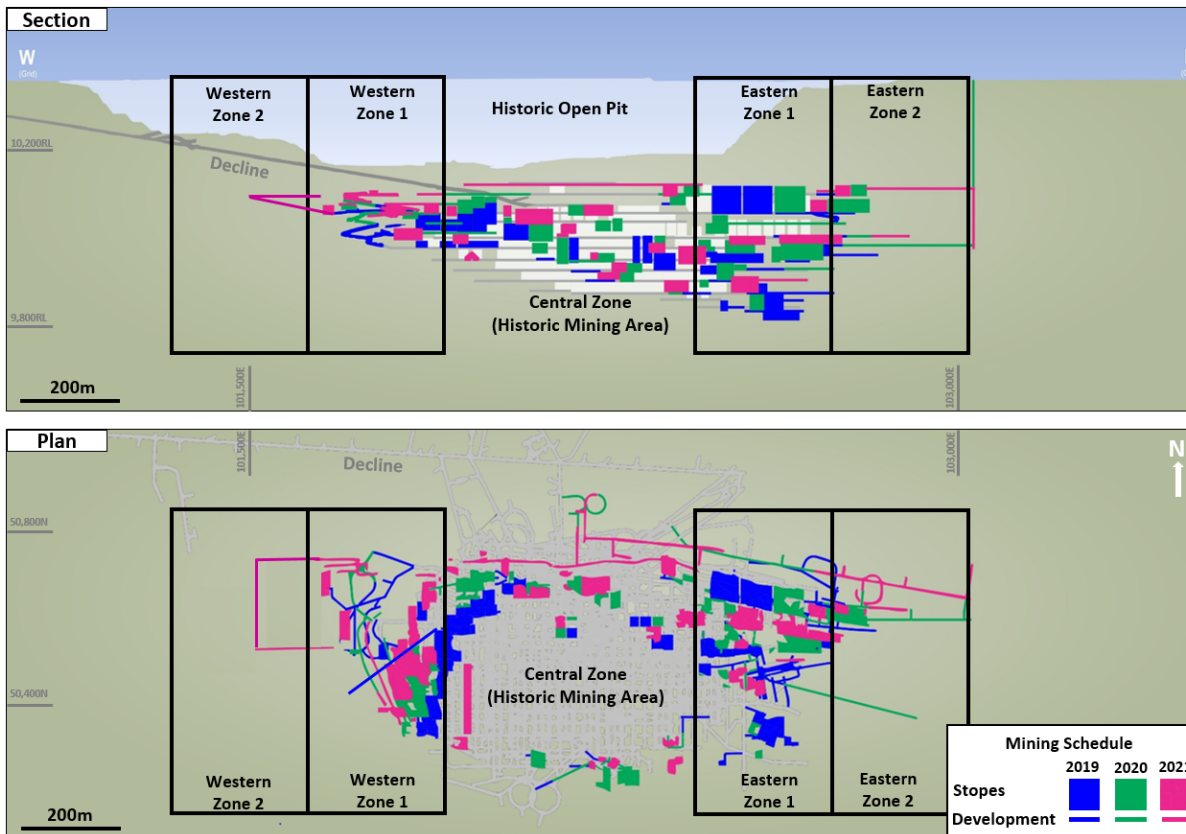 Section
W
(Grid)
Western
Zone 2
Western
Zone 1
Historic Open Pit
Eastern
Zone 1
Eastern
Zone 2
10,200RL
Decline
Central Zone
(Historic Mining Area)
9,800RL
200m
101,500E
103,000E
Plan
Decline
101,500E
103,000E
N
50,800N
Central Zone
(Historic Mining Area)
50,400N
Western
Zone 2
Western
Zone 1
Eastern
Zone 1
Eastern
Zone 2
200m
Mining Schedule
2019 2020 2021
Stopes
Development